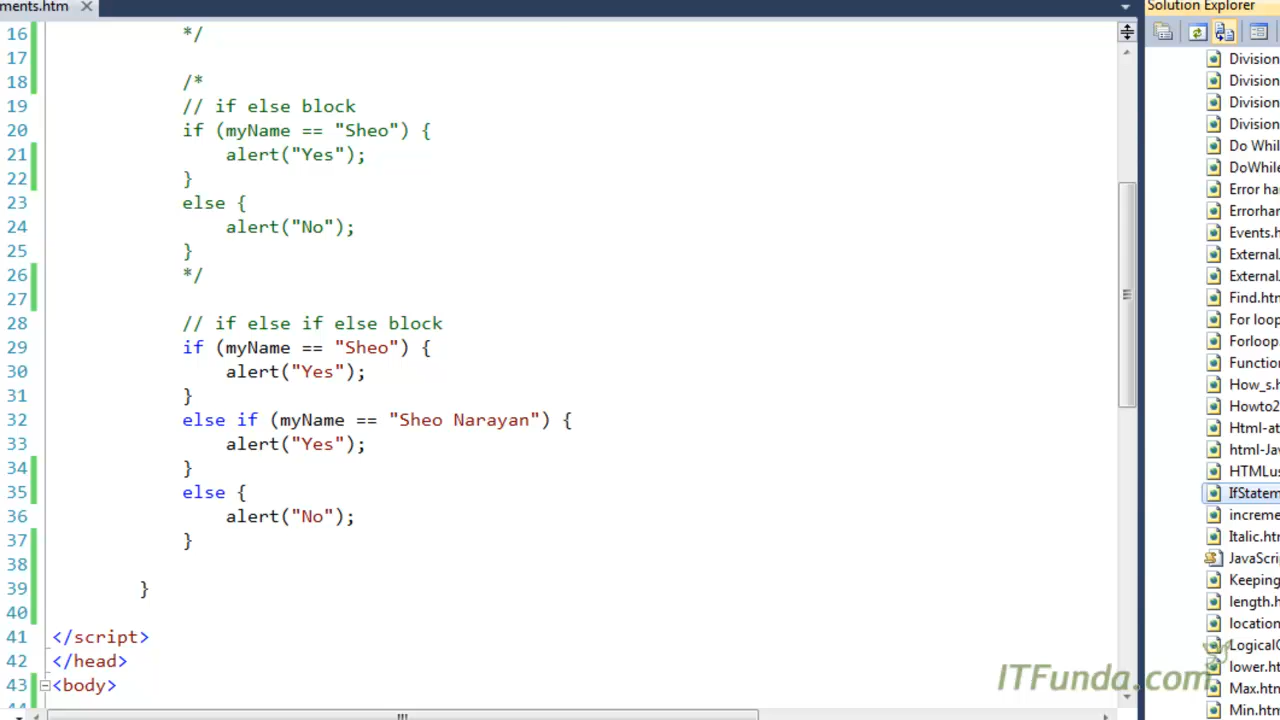 ments.htm
Solution Explorer
16 */
17
18 /*
19 // if else block
20 if (myName == "Sheo") {
21 alert("Yes");
22 }
23 else {
24 alert("No");
25 }
26 */
27
28 // if else if else block
29 if (myName == "Sheo") {
30 alert("Yes");
31 }
32 else if (myName == "Sheo Narayan") {
33 alert("Yes");
34 }
35 else {
36 alert("No");
37 }
38
39 }
40
41 </script>
42 </head>
43 <body>
44
Division
Division
Division
Division
Do Whil
DoWhile
Error ha
Errorhar
Events.h
External.
External.
Find.htm
For loop
Forloop.
Function
How_s.h
Howto2
Html-at
html-Jav
HTMLus
IfStatem
increme
Italic.htr
JavaScri
Keeping
length.h
location
LogicalO
lower.ht
Max.htm
Min.htm
ITFunda.com